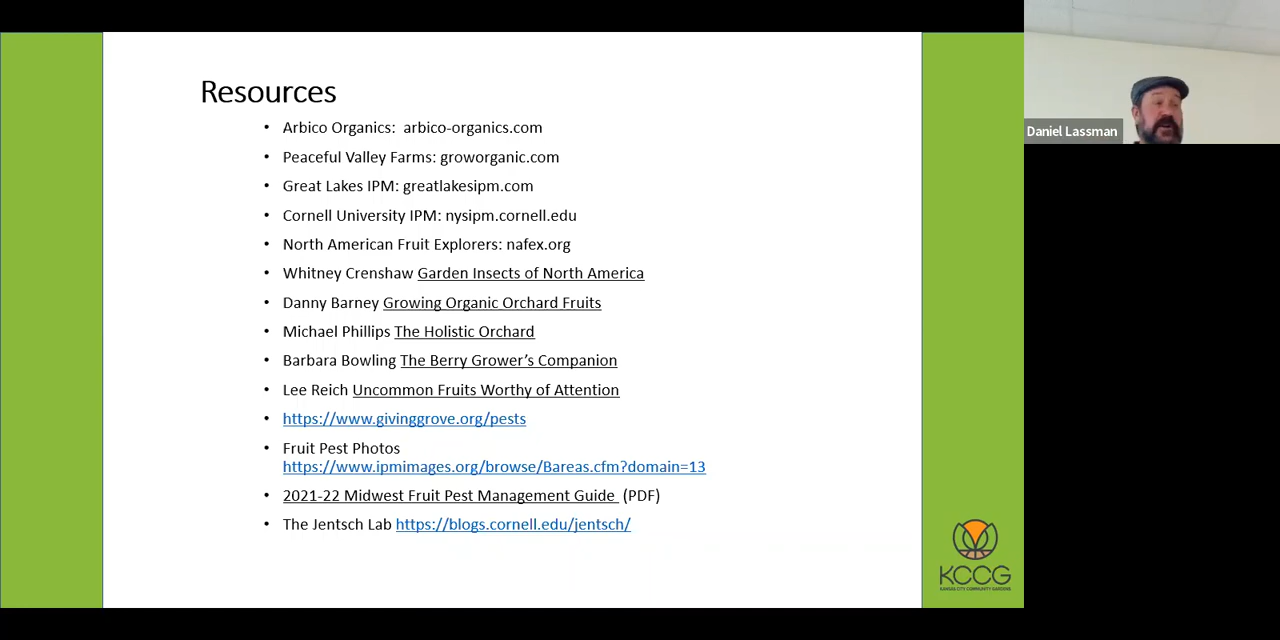 Resources
• Arbico Organics: arbico-organics.com
• Peaceful Valley Farms: groworganic.com
• Great Lakes IPM: greatlakesipm.com
• Cornell University IPM: nysipm.cornell.edu
• North American Fruit Explorers: nafex.org
• Whitney Crenshaw Garden Insects of North America
• Danny Barney Growing Organic Orchard Fruits
• Michael Phillips The Holistic Orchard
• Barbara Bowling The Berry Grower’s Companion
• Lee Reich Uncommon Fruits Worthy of Attention
• https://www.givinggrove.org/pests
• Fruit Pest Photos
https://www.ipmimages.org/browse/Bareas.cfm?domain=13
• 2021-22 Midwest Fruit Pest Management Guide (PDF)
• The Jentsch Lab https://blogs.cornell.edu/jentsch/
KCCG
KANSAS CITY COMMUNITY GARDENS
Daniel Lassman